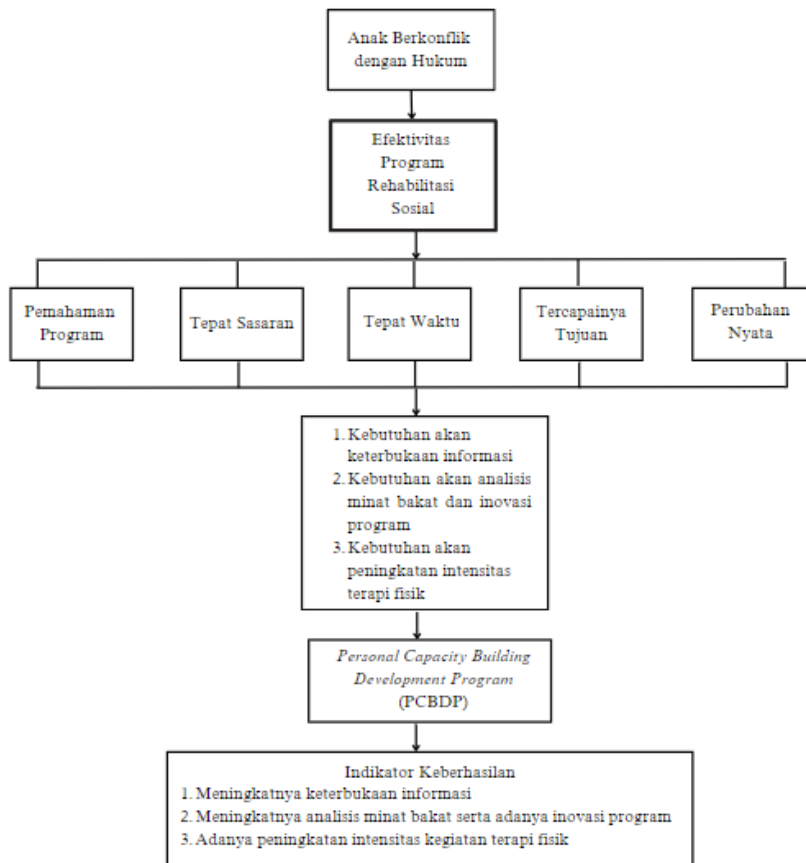 Anak Berkonflik
dengan Hukum
Efektivitas
Program
Rehabilitasi
Sosial
Pemahaman
Program
Tepat Sasaran
Tepat Waktu
Tercapainya
Tujuan
Perubahan
Nyata
1. Kebutuhan akan
keterbukaan informasi
2. Kebutuhan akan analisis
minat bakat dan inovasi
program
3. Kebutuhan akan
peningkatan intensitas
terapi fisik
Personal Capacity Building
Development Program
(PCBDP)
Indikator Keberhasilan
1. Meningkatnya keterbukaan informasi
2. Meningkatnya analisis minat bakat serta adanya inovasi program
3. Adanya peningkatan intensitas kegiatan terapi fisik